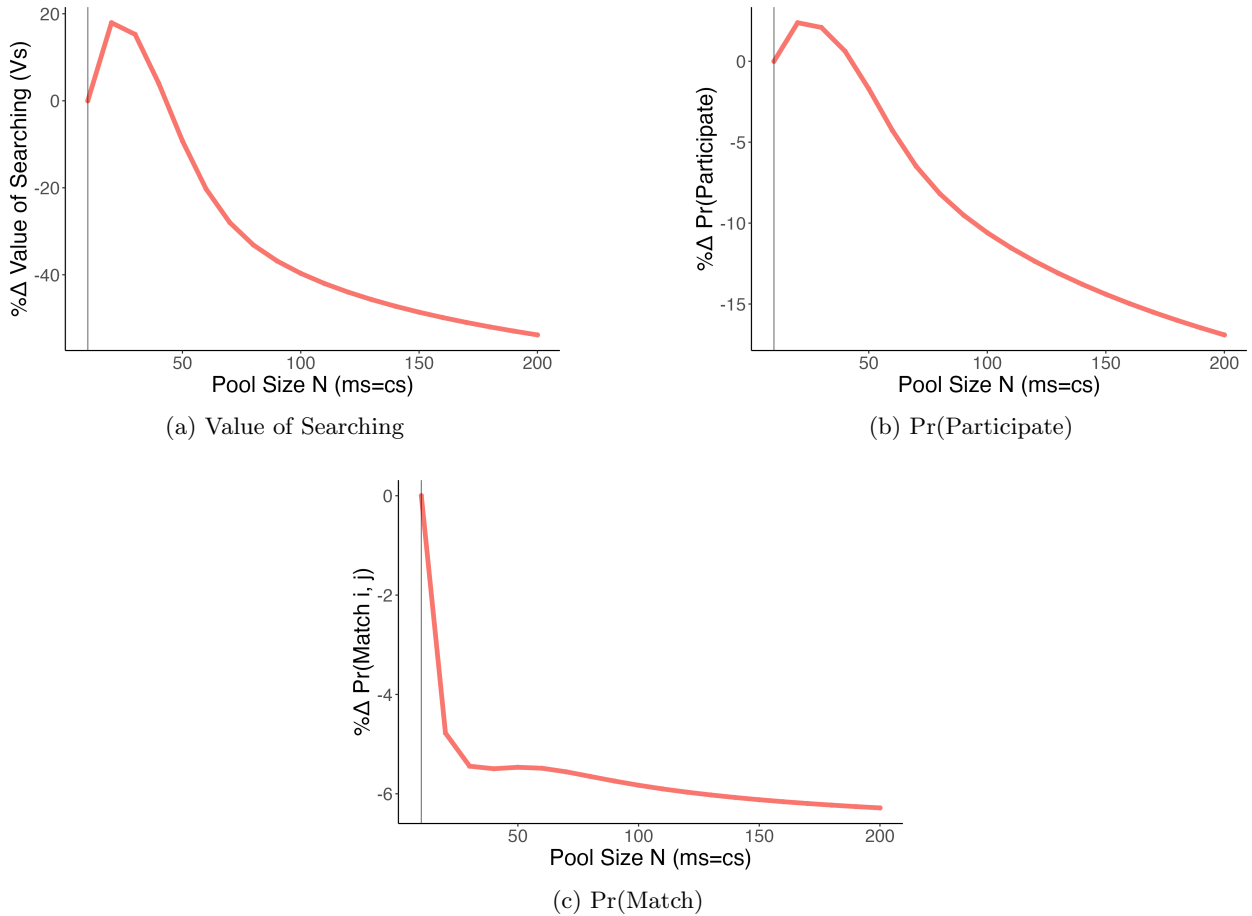 %Δ Value of Searching (Vs)
20
0
-20
-40
50 100 150 200
Pool Size N (ms=cs)
(a) Value of Searching
%Δ Pr(Participate)
0
-5
-10
-15
50 100 150 200
Pool Size N (ms=cs)
(b) Pr(Participate)
%Δ Pr(Match i, j)
0
-2
-4
-6
50 100 150 200
Pool Size N (ms=cs)
(c) Pr(Match)